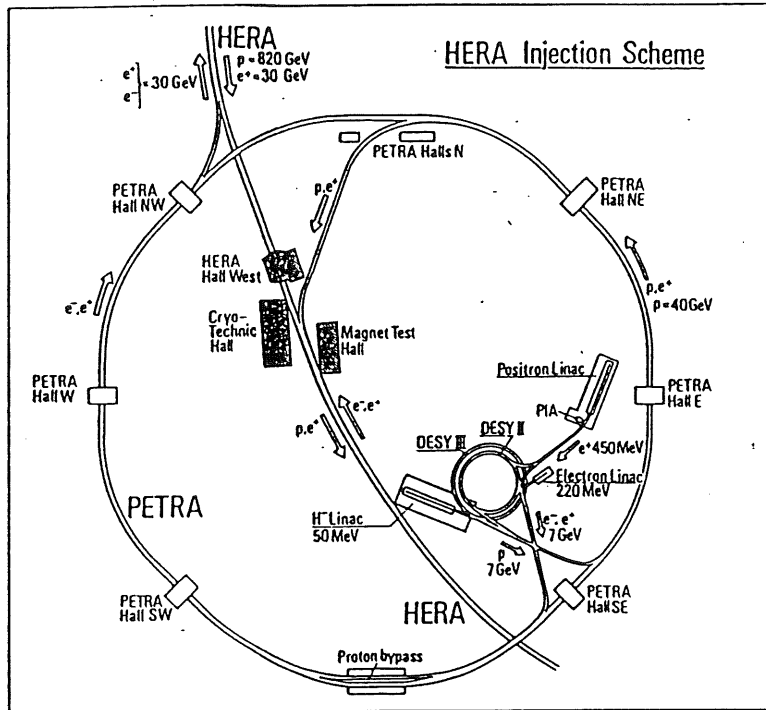 HERA
HERA Injection Scheme
p = 820 GeV
e⁺ = 30 GeV
e⁺
e⁻ } = 30 GeV
PETRA Halls N
PETRA
Hall NW
PETRA
Hall NE
p,e⁺
HERA
Hall West
e⁻,e⁺
p,e⁺
p = 40 GeV
Cryo-
Technic
Hall
Magnet Test
Hall
Positron Linac
PETRA
Hall W
PIA
PETRA
Hall E
e⁻,e⁺
p,e⁺
DESY III
DESY II
e⁺ 450 MeV
Electron Linac
220 MeV
PETRA
H⁻ Linac
50 MeV
e⁻,e⁺
7 GeV
p
7 GeV
PETRA
Hall SW
HERA
PETRA
Hall SE
Proton bypass